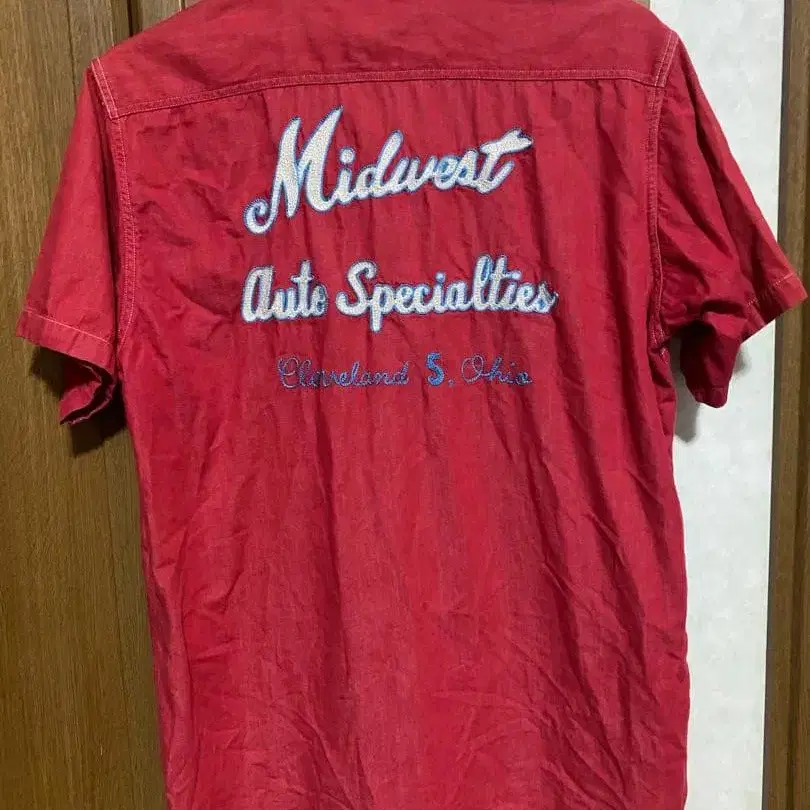 Midwest
Auto Specialties
Cleveland 5, Ohio